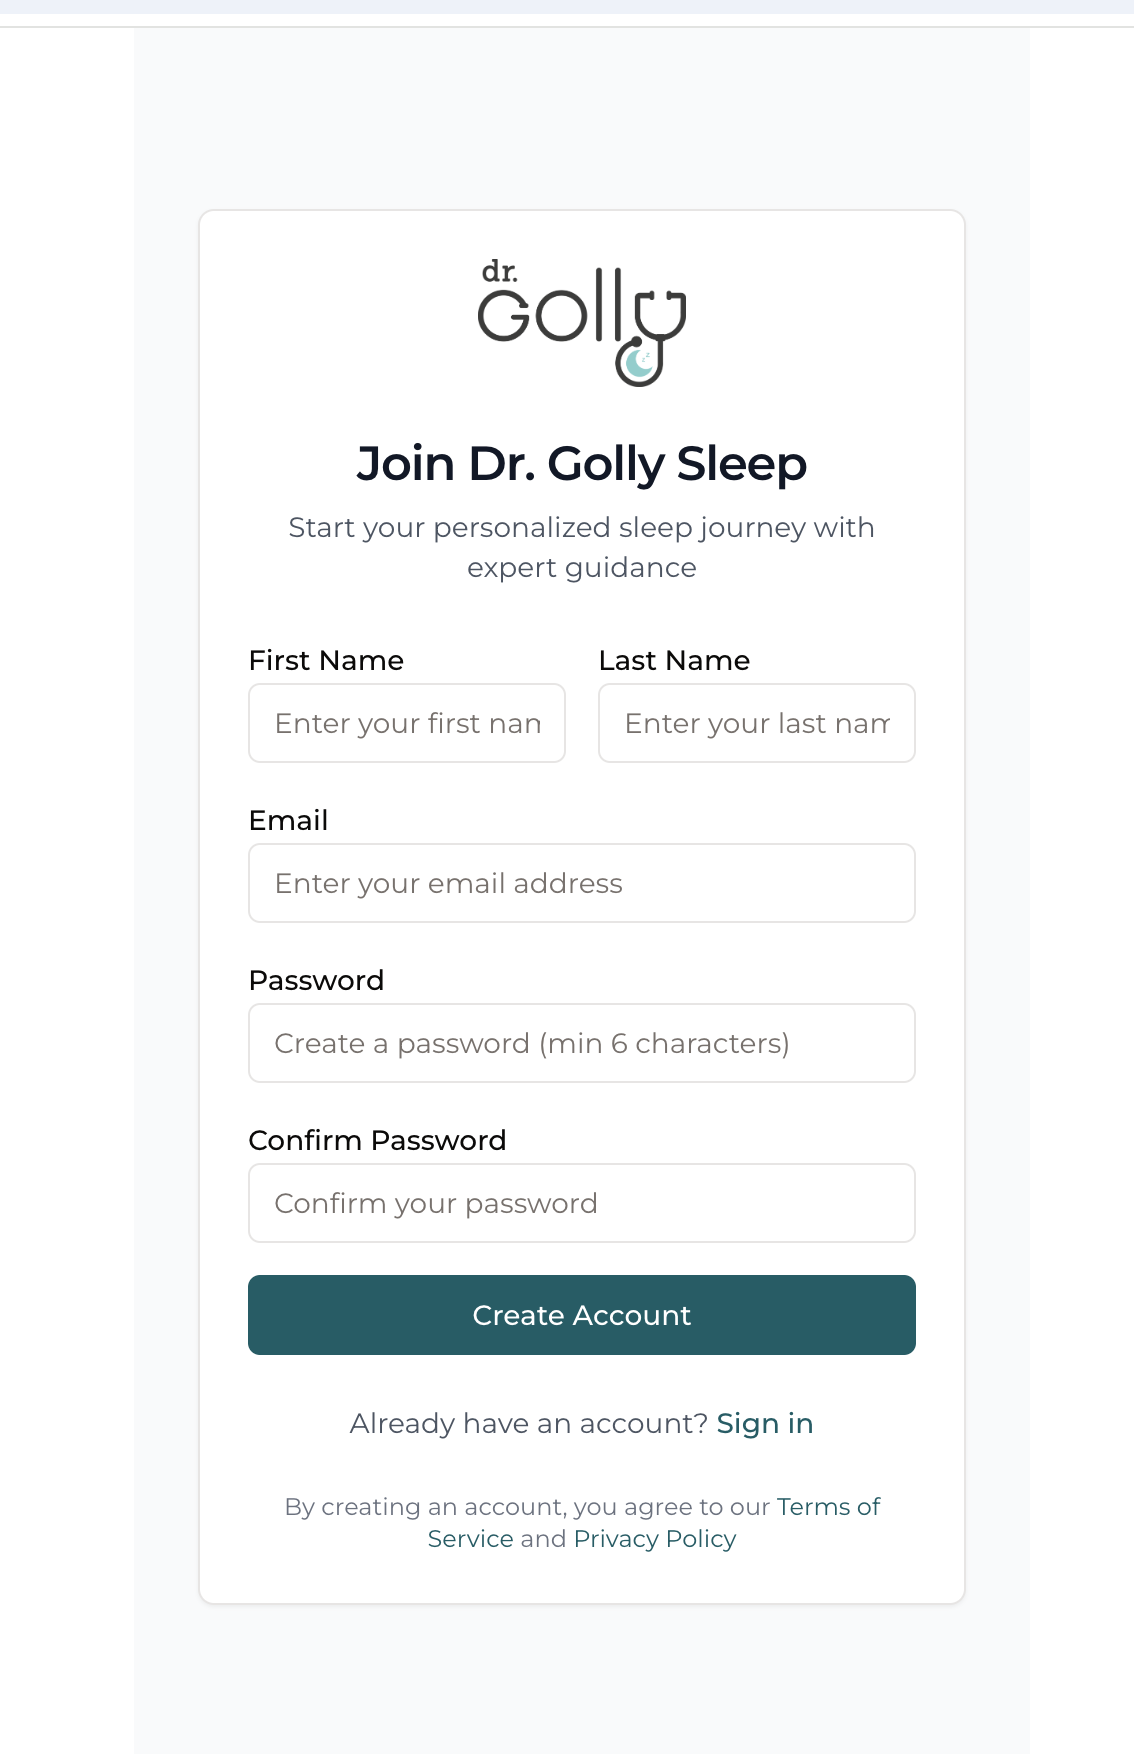 dr.
Golly
Join Dr. Golly Sleep
Start your personalized sleep journey with
expert guidance
First Name Last Name
Enter your first nam Enter your last nam
Email
Enter your email address
Password
Create a password (min 6 characters)
Confirm Password
Confirm your password
Create Account
Already have an account? Sign in
By creating an account, you agree to our Terms of
Service and Privacy Policy